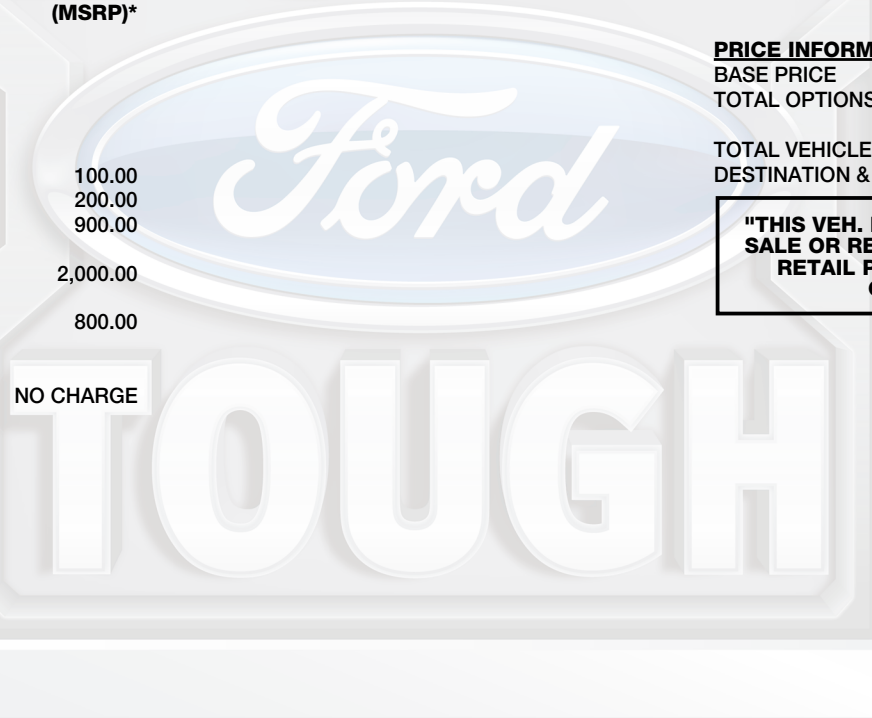 (MSRP)*
100.00
200.00
900.00
2,000.00
800.00
NO CHARGE
PRICE INFORM
BASE PRICE
TOTAL OPTIONS
TOTAL VEHICLE
DESTINATION &
"THIS VEH.
SALE OR RE
RETAIL P
Ford
TOUGH